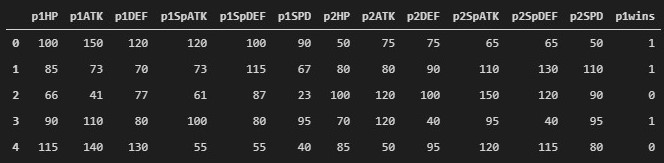 p1HP p1ATK p1DEF p1SpATK p1SpDEF p1SPD p2HP p2ATK p2DEF p2SpATK p2SpDEF p2SPD p1wins
0 100 150 120 120 100 90 50 75 75 65 65 50 1
1 85 73 70 73 115 67 80 80 90 110 130 110 1
2 66 41 77 61 87 23 100 120 100 150 120 90 0
3 90 110 80 100 80 95 70 120 40 95 40 95 1
4 115 140 130 55 55 40 85 50 95 120 115 80 0